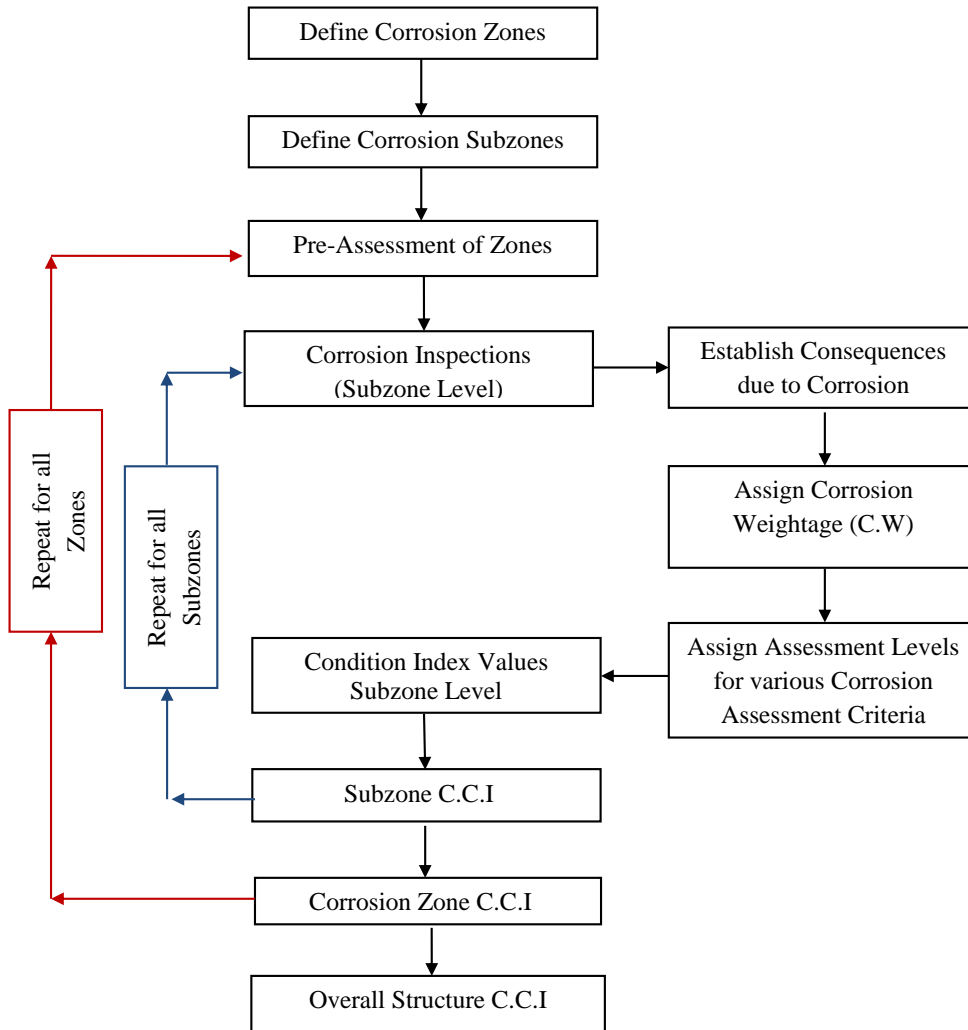 Define Corrosion Zones
Define Corrosion Subzones
Pre-Assessment of Zones
Corrosion Inspections
(Subzone Level)
Establish Consequences
due to Corrosion
Assign Corrosion
Weightage (C.W)
Assign Assessment Levels
for various Corrosion
Assessment Criteria
Repeat for all
Zones
Repeat for all
Subzones
Condition Index Values
Subzone Level
Subzone C.C.I
Corrosion Zone C.C.I
Overall Structure C.C.I